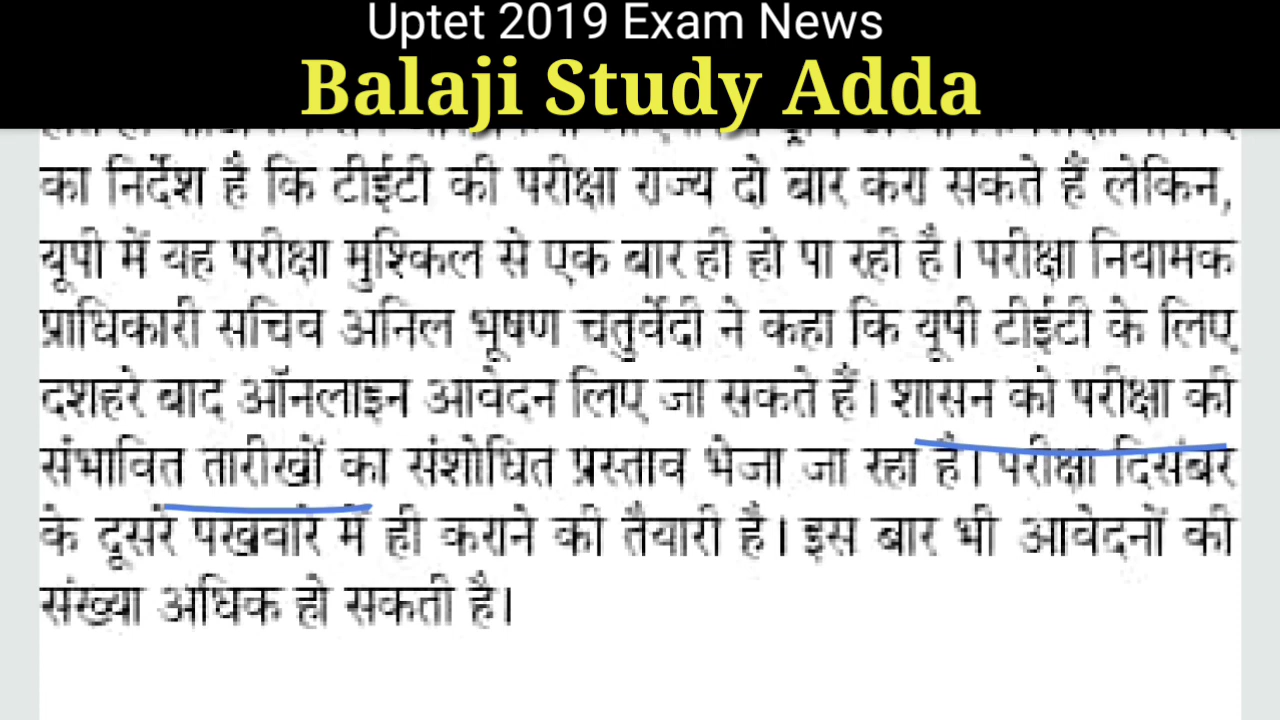 Uptet 2019 Exam News
Balaji Study Adda
का निर्देश है कि टीईटी की परीक्षा राज्य दो बार करा सकते हैं लेकिन,
यूपी में यह परीक्षा मुश्किल से एक बार ही हो पा रही है। परीक्षा नियामक
प्राधिकारी सचिव अनिल भूषण चतुर्वेदी ने कहा कि यूपी टीईटी के लिए
दशहरे बाद ऑनलाइन आवेदन लिए जा सकते हैं। शासन को परीक्षा की
संभावित तारीखों का संशोधित प्रस्ताव भेजा जा रहा है। परीक्षा दिसंबर
के दूसरे पखवारे में ही कराने की तैयारी है। इस बार भी आवेदनों की
संख्या अधिक हो सकती है।